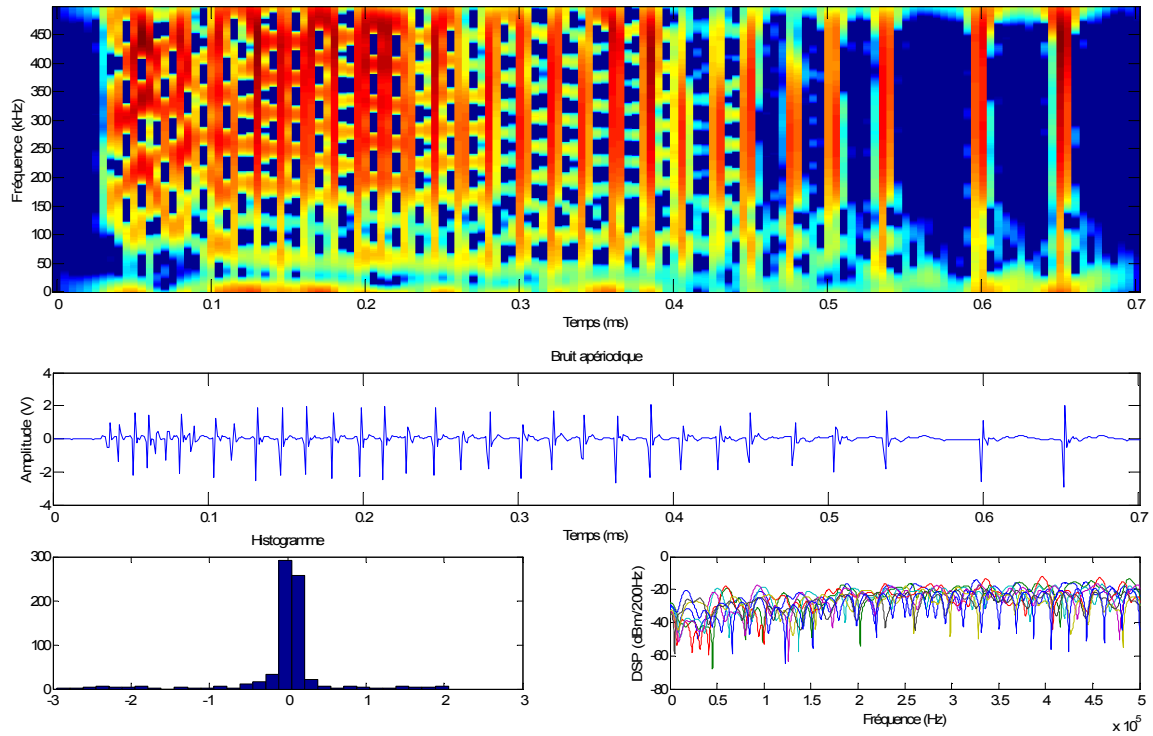 450
400
350
300
250
200
150
100
50
0
Fréquence (kHz)
0 0.1 0.2 0.3 0.4 0.5 0.6 0.7
Temps (ms)
Bruit apériodique
4
2
0
-2
-4
Amplitude (V)
0 0.1 0.2 0.3 0.4 0.5 0.6 0.7
Temps (ms)
Histogramme
300
200
100
0
-3 -2 -1 0 1 2 3
0
-20
-40
-60
-80
DSP (dBm/200Hz)
0 0.5 1 1.5 2 2.5 3 3.5 4 4.5 5
Fréquence (Hz)
x 10^5